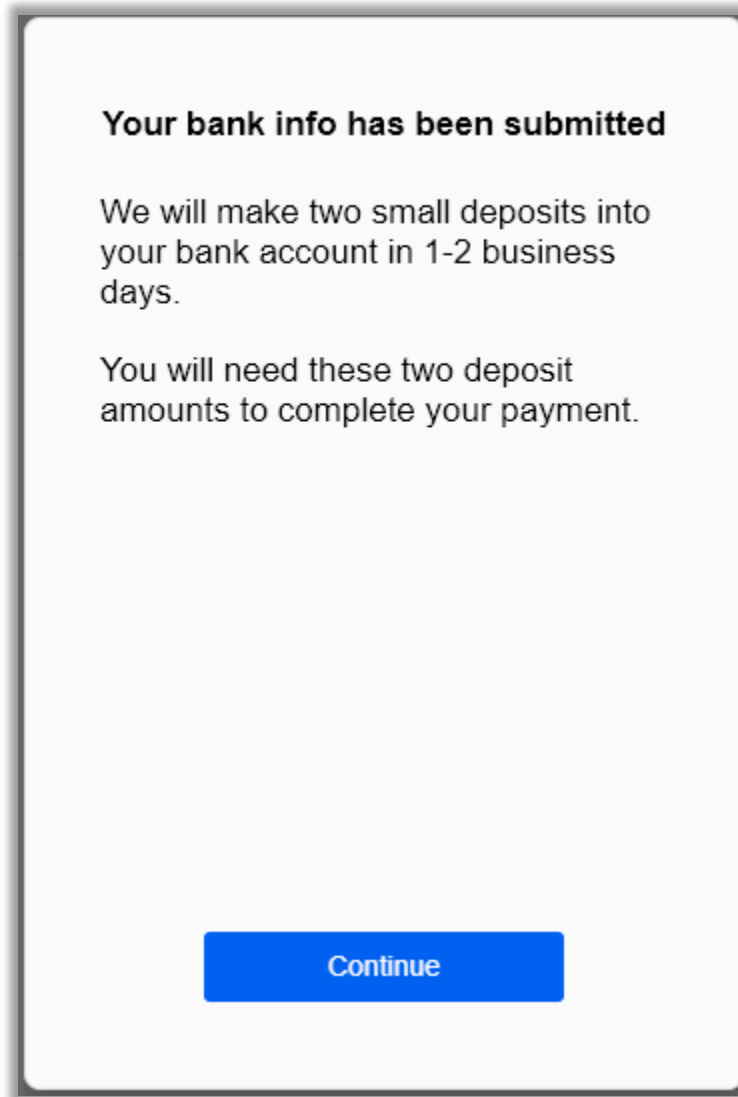 Your bank info has been submitted
We will make two small deposits into
your bank account in 1-2 business
days.
You will need these two deposit
amounts to complete your payment.
Continue